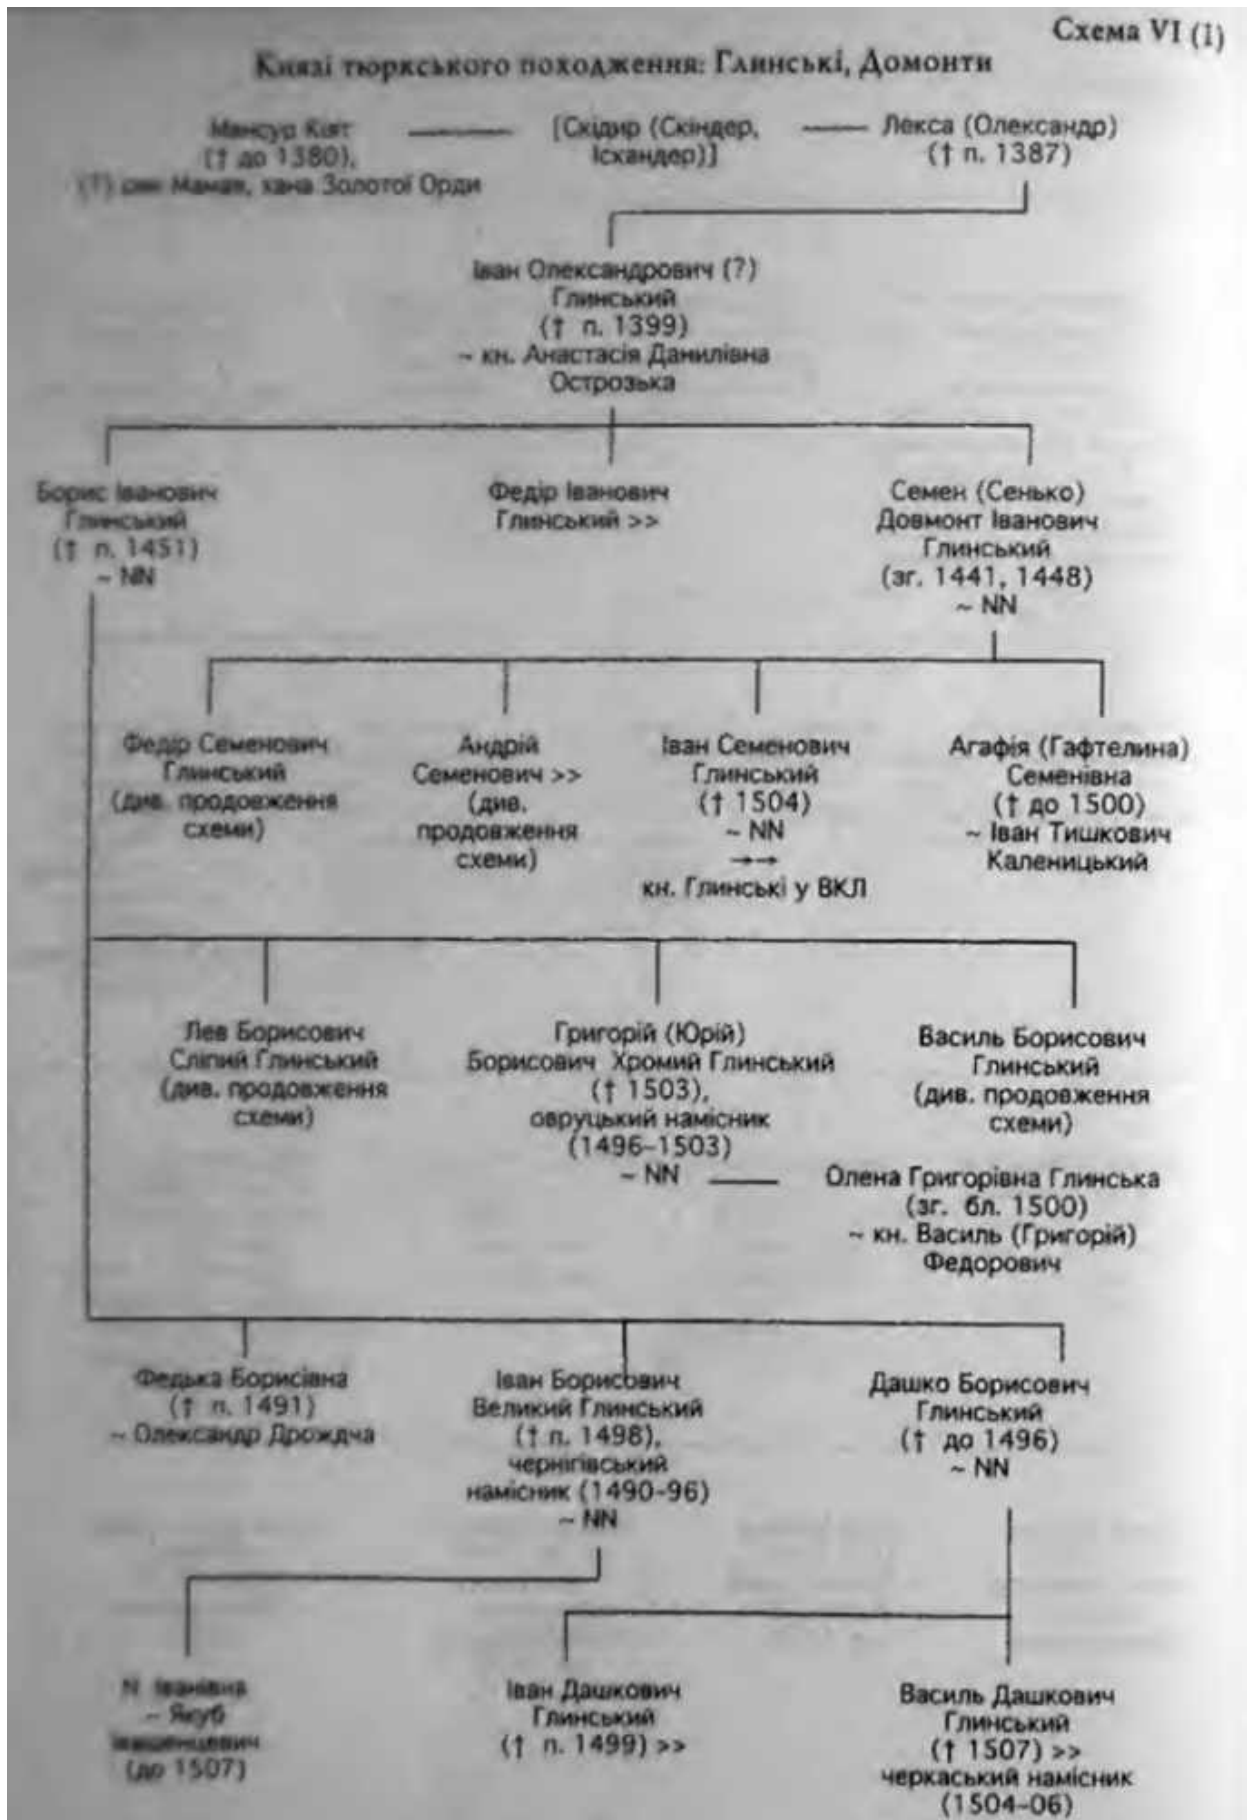 Схема VI (1)
Князі тюркського походження: Глинські, Домонти
Мансур Кіят
(† до 1380),
(?) син Мамая, хана Золотої Орди
[Скідир (Скіндер,
Іскандер)]
Лекса (Олександр)
(† п. 1387)
Іван Олександрович (?)
Глинський
(† п. 1399)
~ кн. Анастасія Данилівна
Острозька
Борис Іванович
Глинський
(† п. 1451)
~ NN
Федір Іванович
Глинський >>
Семен (Сенько)
Довмонт Іванович
Глинський
(зг. 1441, 1448)
~ NN
Федір Семенович
Глинський
(див. продовження
схеми)
Андрій
Семенович >>
(див.
продовження
схеми)
Іван Семенович
Глинський
(† 1504)
~ NN
→→
кн. Глинські у ВКЛ
Агафія (Гафтелина)
Семенівна
(† до 1500)
~ Іван Тишкович
Каленицький
Лев Борисович
Сліпий Глинський
(див. продовження
схеми)
Григорій (Юрій)
Борисович Хромий Глинський
(† 1503),
овруцький намісник
(1496–1503)
~ NN
Василь Борисович
Глинський
(див. продовження
схеми)
Олена Григорівна Глинська
(зг. бл. 1500)
~ кн. Василь (Григорій)
Федорович
Федька Борисівна
(† п. 1491)
~ Олександр Дрождча
Іван Борисович
Великий Глинський
(† п. 1498),
чернігівський
намісник (1490–96)
~ NN
Дашко Борисович
Глинський
(† до 1496)
~ NN
N. Іванівна
~ Якуб
Івашенцевич
(до 1507)
Іван Дашкович
Глинський
(† п. 1499) >>
Василь Дашкович
Глинський
(† 1507) >>
черкаський намісник
(1504–06)